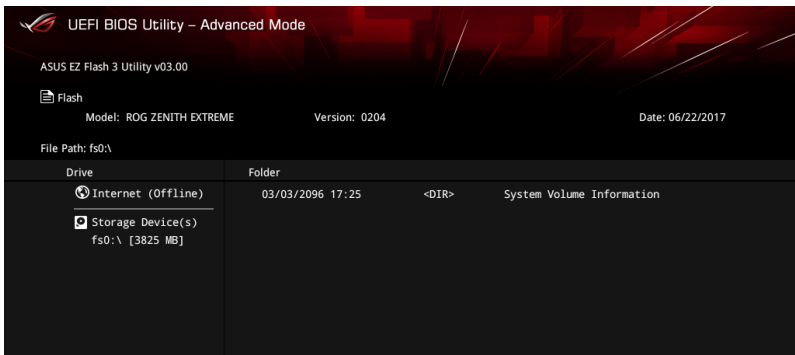 UEFI BIOS Utility – Advanced Mode
ASUS EZ Flash 3 Utility v03.00
Flash
Model: ROG ZENITH EXTREME Version: 0204 Date: 06/22/2017
File Path: fs0:\
Drive Folder
Internet (Offline) 03/03/2096 17:25 <DIR> System Volume Information
Storage Device(s)
fs0:\ [3825 MB]